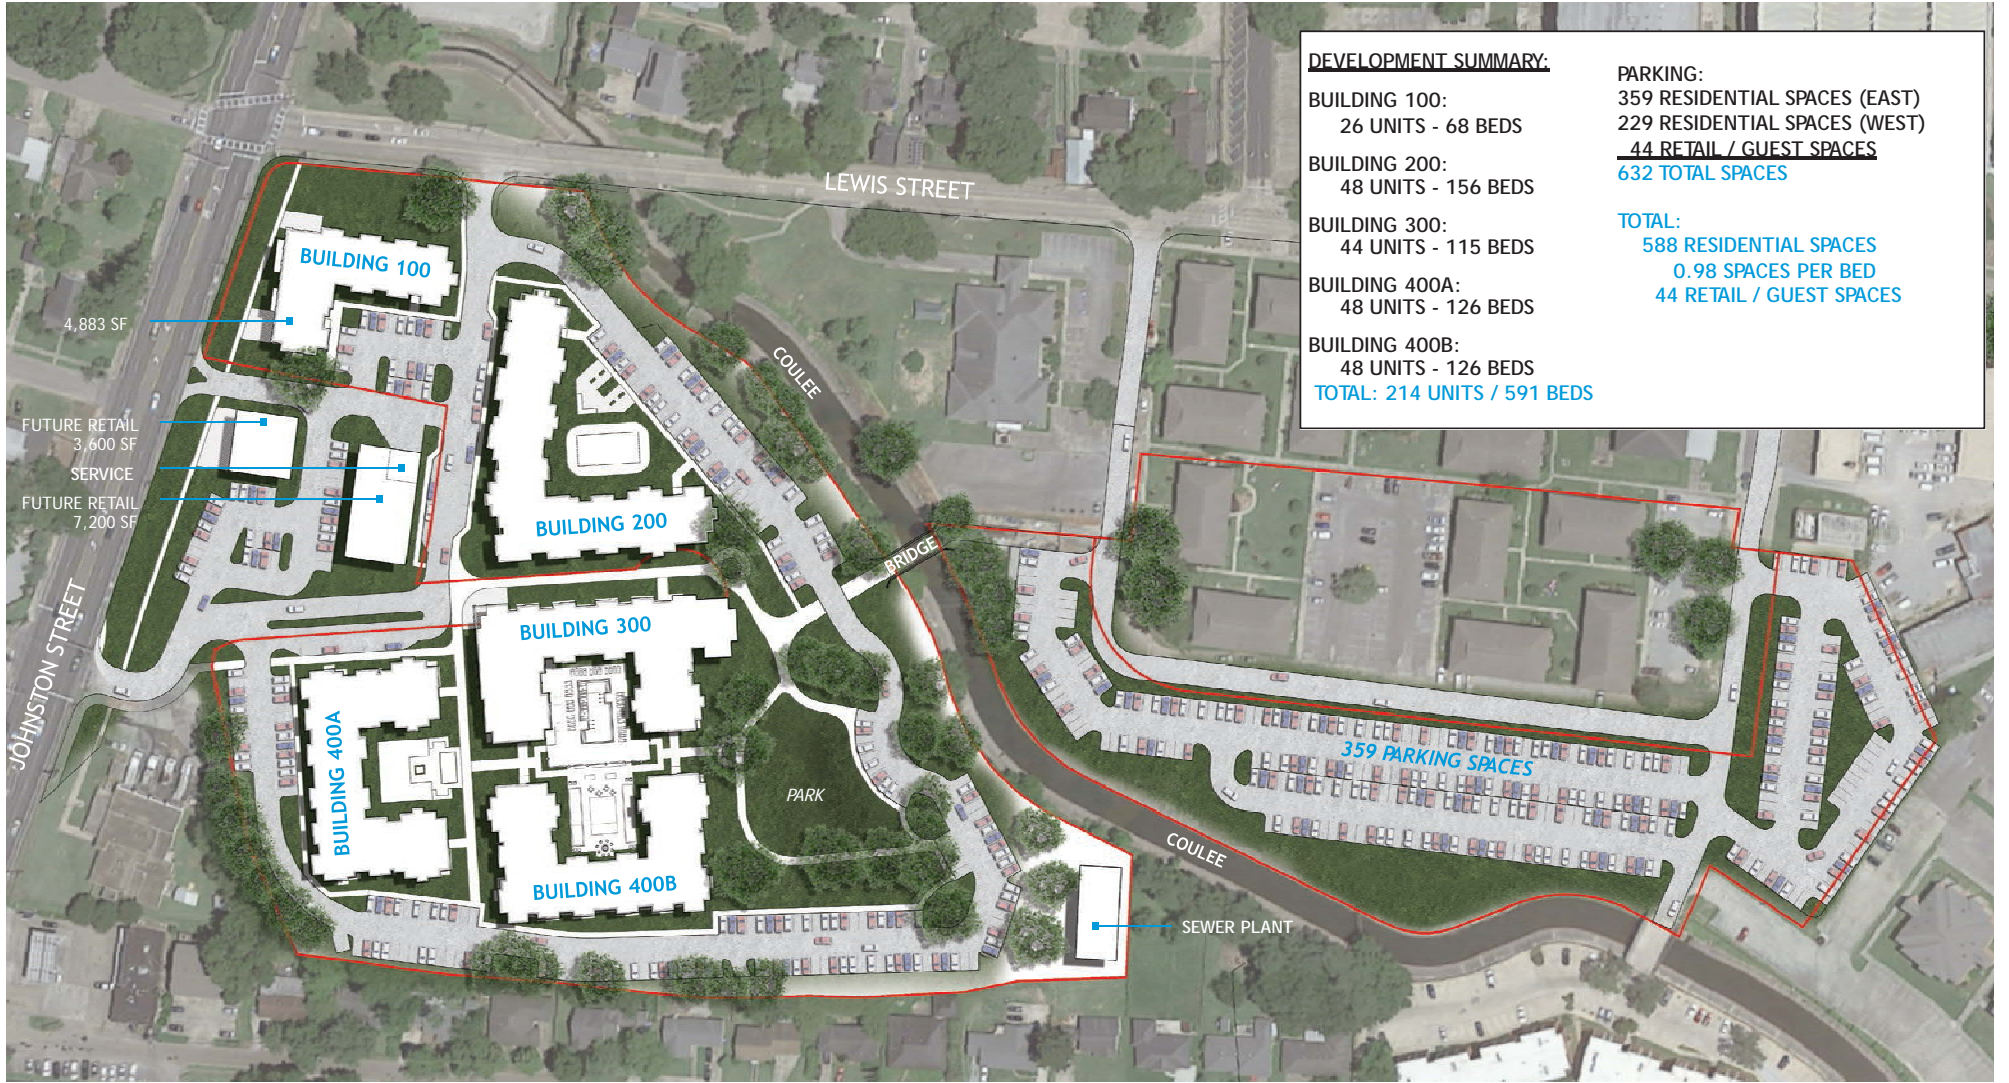 DEVELOPMENT SUMMARY:
BUILDING 100:
26 UNITS - 68 BEDS
BUILDING 200:
48 UNITS - 156 BEDS
BUILDING 300:
44 UNITS - 115 BEDS
BUILDING 400A:
48 UNITS - 126 BEDS
BUILDING 400B:
48 UNITS - 126 BEDS
TOTAL: 214 UNITS / 591 BEDS
PARKING:
359 RESIDENTIAL SPACES (EAST)
229 RESIDENTIAL SPACES (WEST)
44 RETAIL / GUEST SPACES
632 TOTAL SPACES
TOTAL:
588 RESIDENTIAL SPACES
0.98 SPACES PER BED
44 RETAIL / GUEST SPACES
LEWIS STREET
BUILDING 100
4,883 SF
COULEE
FUTURE RETAIL
3,600 SF
SERVICE
FUTURE RETAIL
7,200 SF
BUILDING 200
BRIDGE
BUILDING 300
JOHNSTON STREET
BUILDING 400A
359 PARKING SPACES
PARK
COULEE
BUILDING 400B
SEWER PLANT